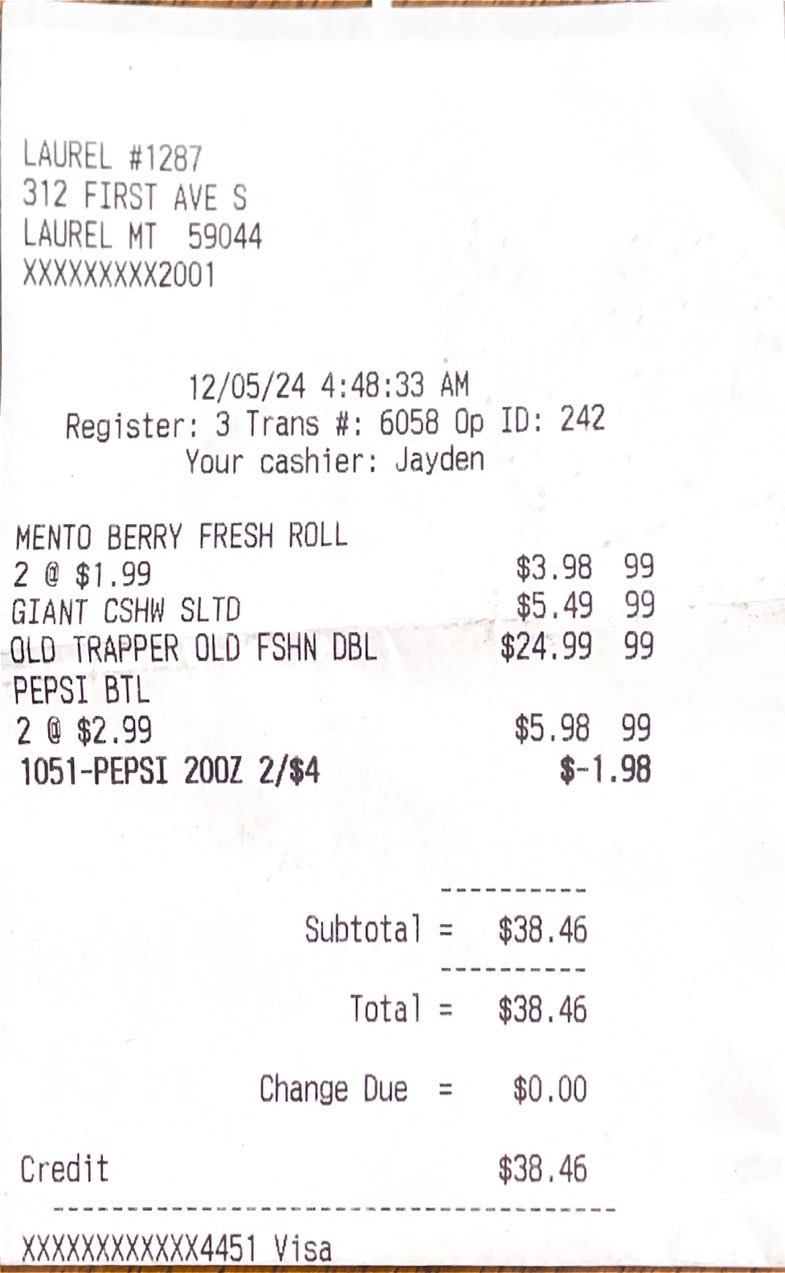 LAUREL #1287
312 FIRST AVE S
LAUREL MT 59044
XXXXXXXXX2001
12/05/24 4:48:33 AM
Register: 3 Trans #: 6058 Op ID: 242
Your cashier: Jayden
MENTO BERRY FRESH ROLL
2 @ $1.99 $3.98 99
GIANT CSHW SLTD $5.49 99
OLD TRAPPER OLD FSHN DBL $24.99 99
PEPSI BTL
2 @ $2.99 $5.98 99
1051-PEPSI 20OZ 2/$4 $-1.98
----------
Subtotal = $38.46
----------
Total = $38.46
Change Due = $0.00
Credit $38.46
--------------------------------------
XXXXXXXXXXXX4451 Visa